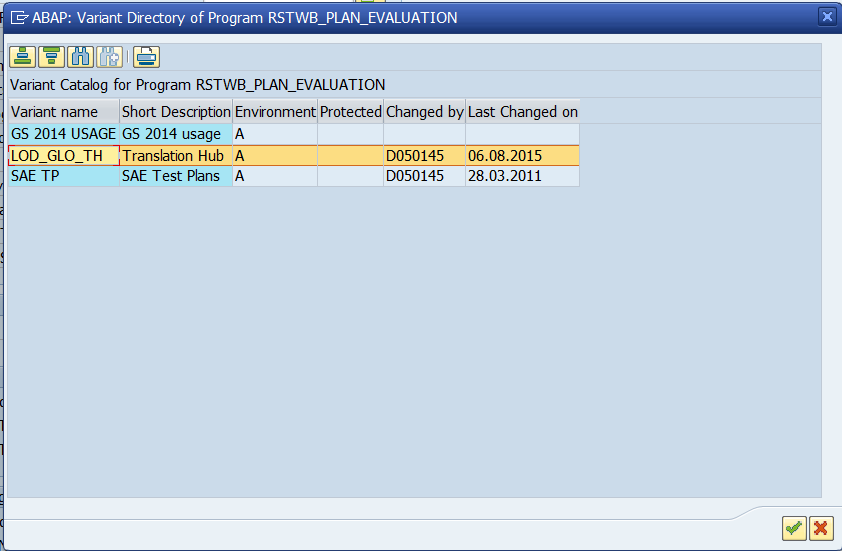 ABAP: Variant Directory of Program RSTWB_PLAN_EVALUATION
Variant Catalog for Program RSTWB_PLAN_EVALUATION
Variant name Short Description Environment Protected Changed by Last Changed on
GS 2014 USAGE GS 2014 usage A
LOD_GLO_TH Translation Hub A D050145 06.08.2015
SAE TP SAE Test Plans A D050145 28.03.2011